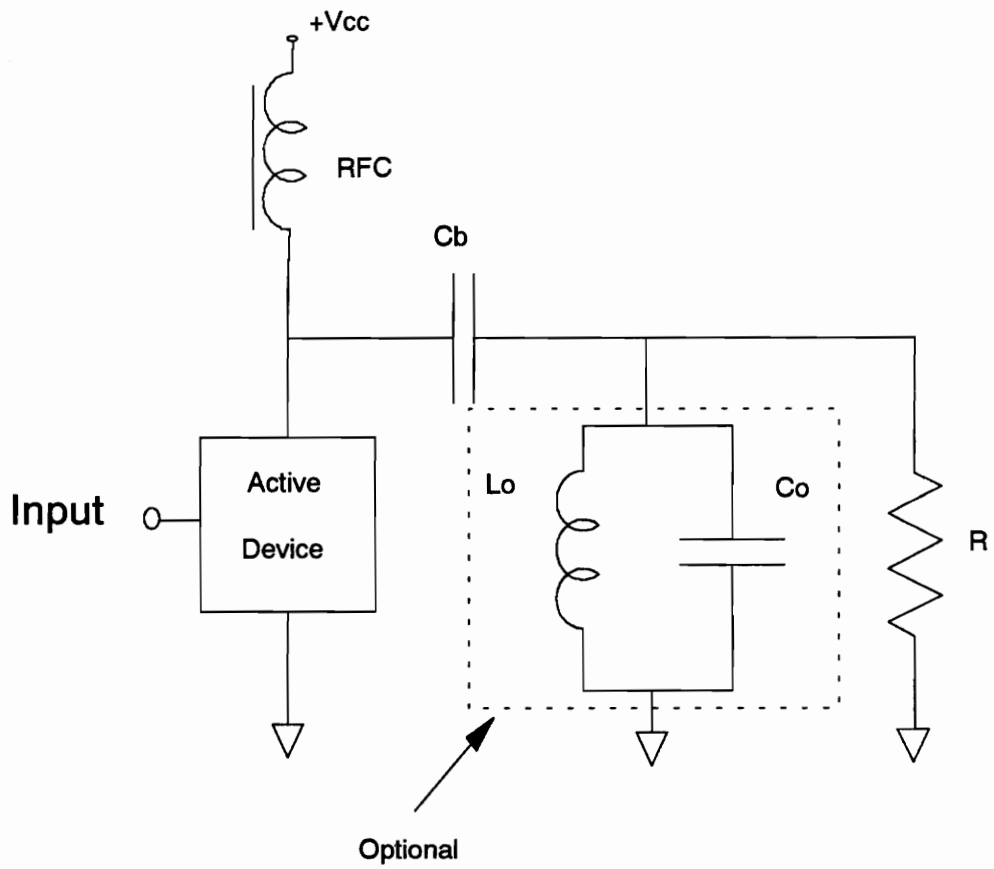 +Vcc
RFC
Cb
Lo
Co
Active
Device
Input
R
Optional